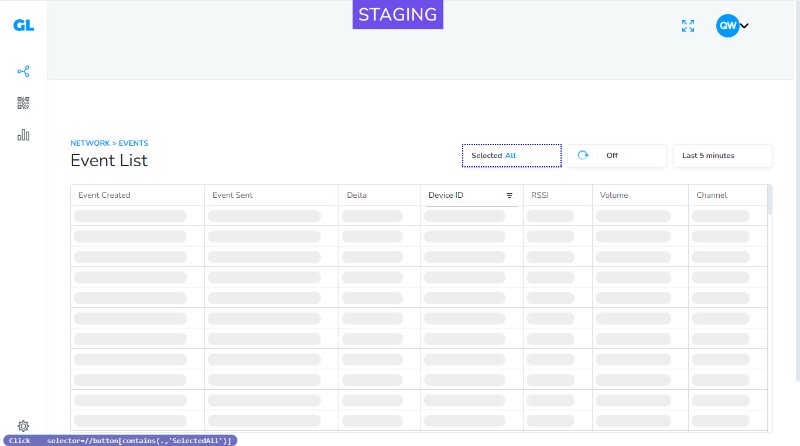 STAGING
GL
QW
NETWORK > EVENTS
Event List
Selected All
Off
Last 5 minutes
Event Created Event Sent Delta Device ID RSSI Volume Channel
Click selector=//button[contains(.,'SelectedAll')]